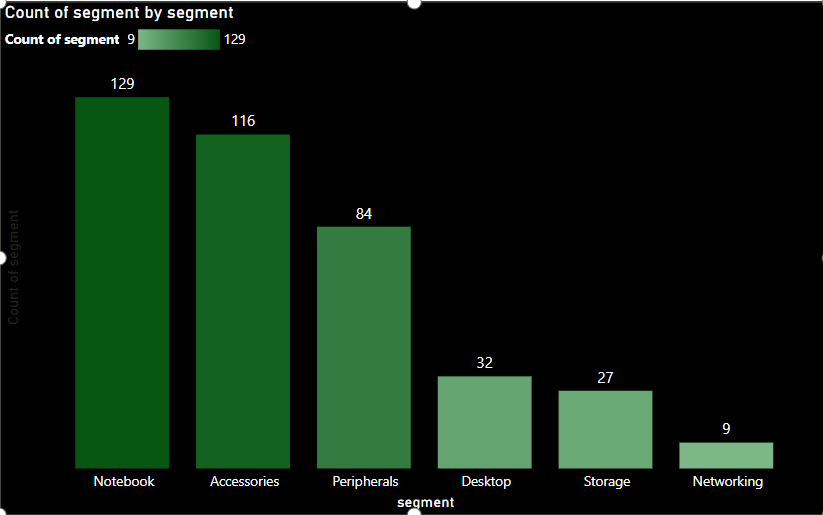 Count of segment by segment
Count of segment 9 129
129
116
84
32
27
9
Count of segment
Notebook Accessories Peripherals Desktop Storage Networking
segment